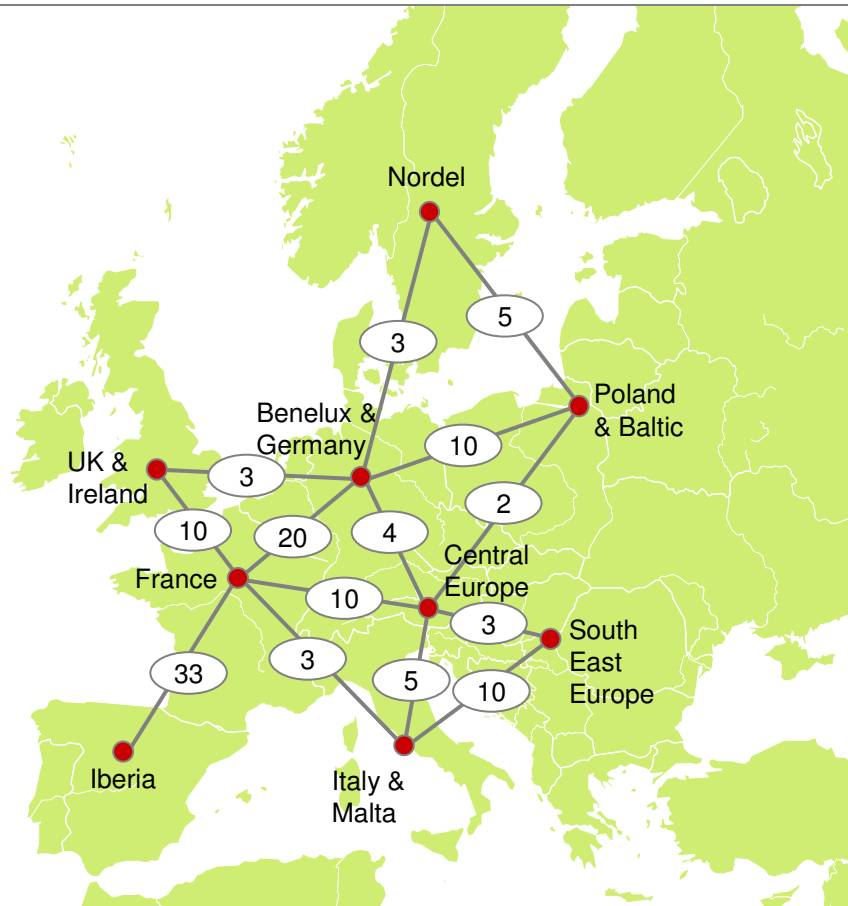 Nordel
5
3
Poland
& Baltic
Benelux &
Germany
10
UK &
Ireland
3
2
10
20
4
Central
Europe
France
10
3
South
East
Europe
3
33
5
10
Iberia
Italy &
Malta